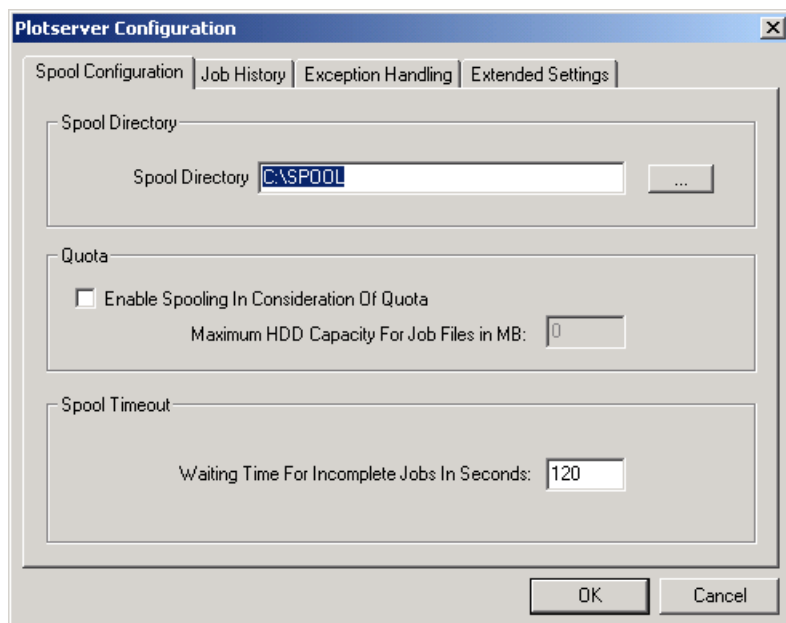 Plotserver Configuration
Spool Configuration Job History Exception Handling Extended Settings
Spool Directory
Spool Directory C:\SPOOL ...
Quota
Enable Spooling In Consideration Of Quota
Maximum HDD Capacity For Job Files in MB: 0
Spool Timeout
Waiting Time For Incomplete Jobs In Seconds: 120
OK Cancel